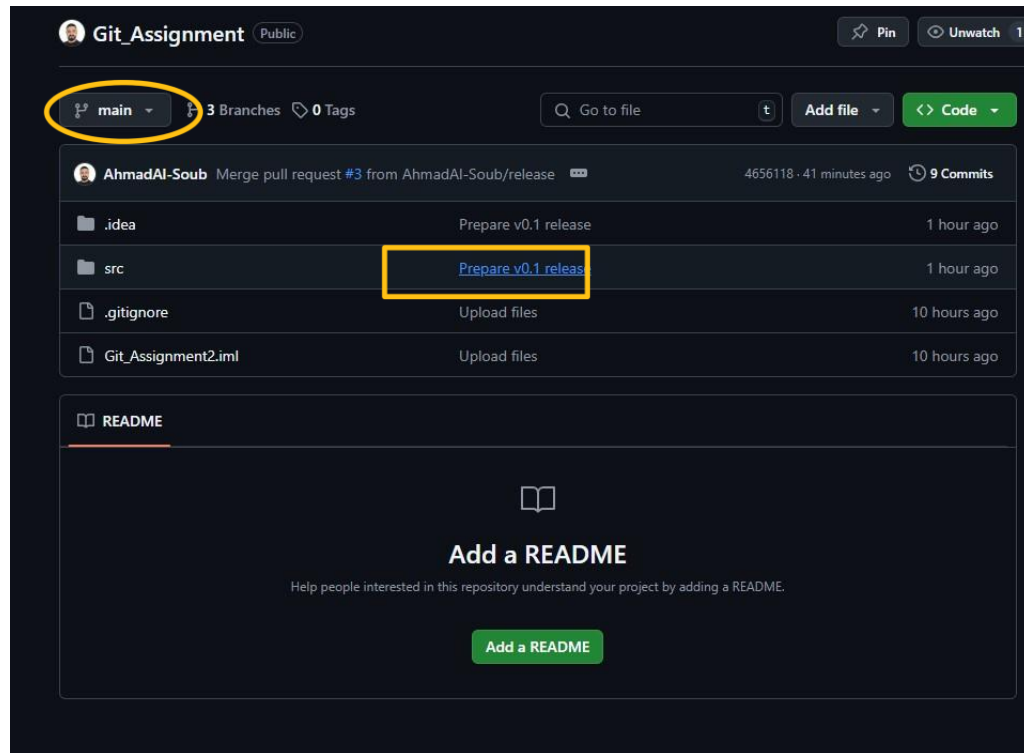 Git_Assignment Public Pin Unwatch 1
main 3 Branches 0 Tags Go to file t Add file Code
AhmadAl-Soub Merge pull request #3 from AhmadAl-Soub/release 4656118 · 41 minutes ago 9 Commits
.idea Prepare v0.1 release 1 hour ago
src Prepare v0.1 release 1 hour ago
.gitignore Upload files 10 hours ago
Git_Assignment2.iml Upload files 10 hours ago
README
Add a README
Help people interested in this repository understand your project by adding a README.
Add a README